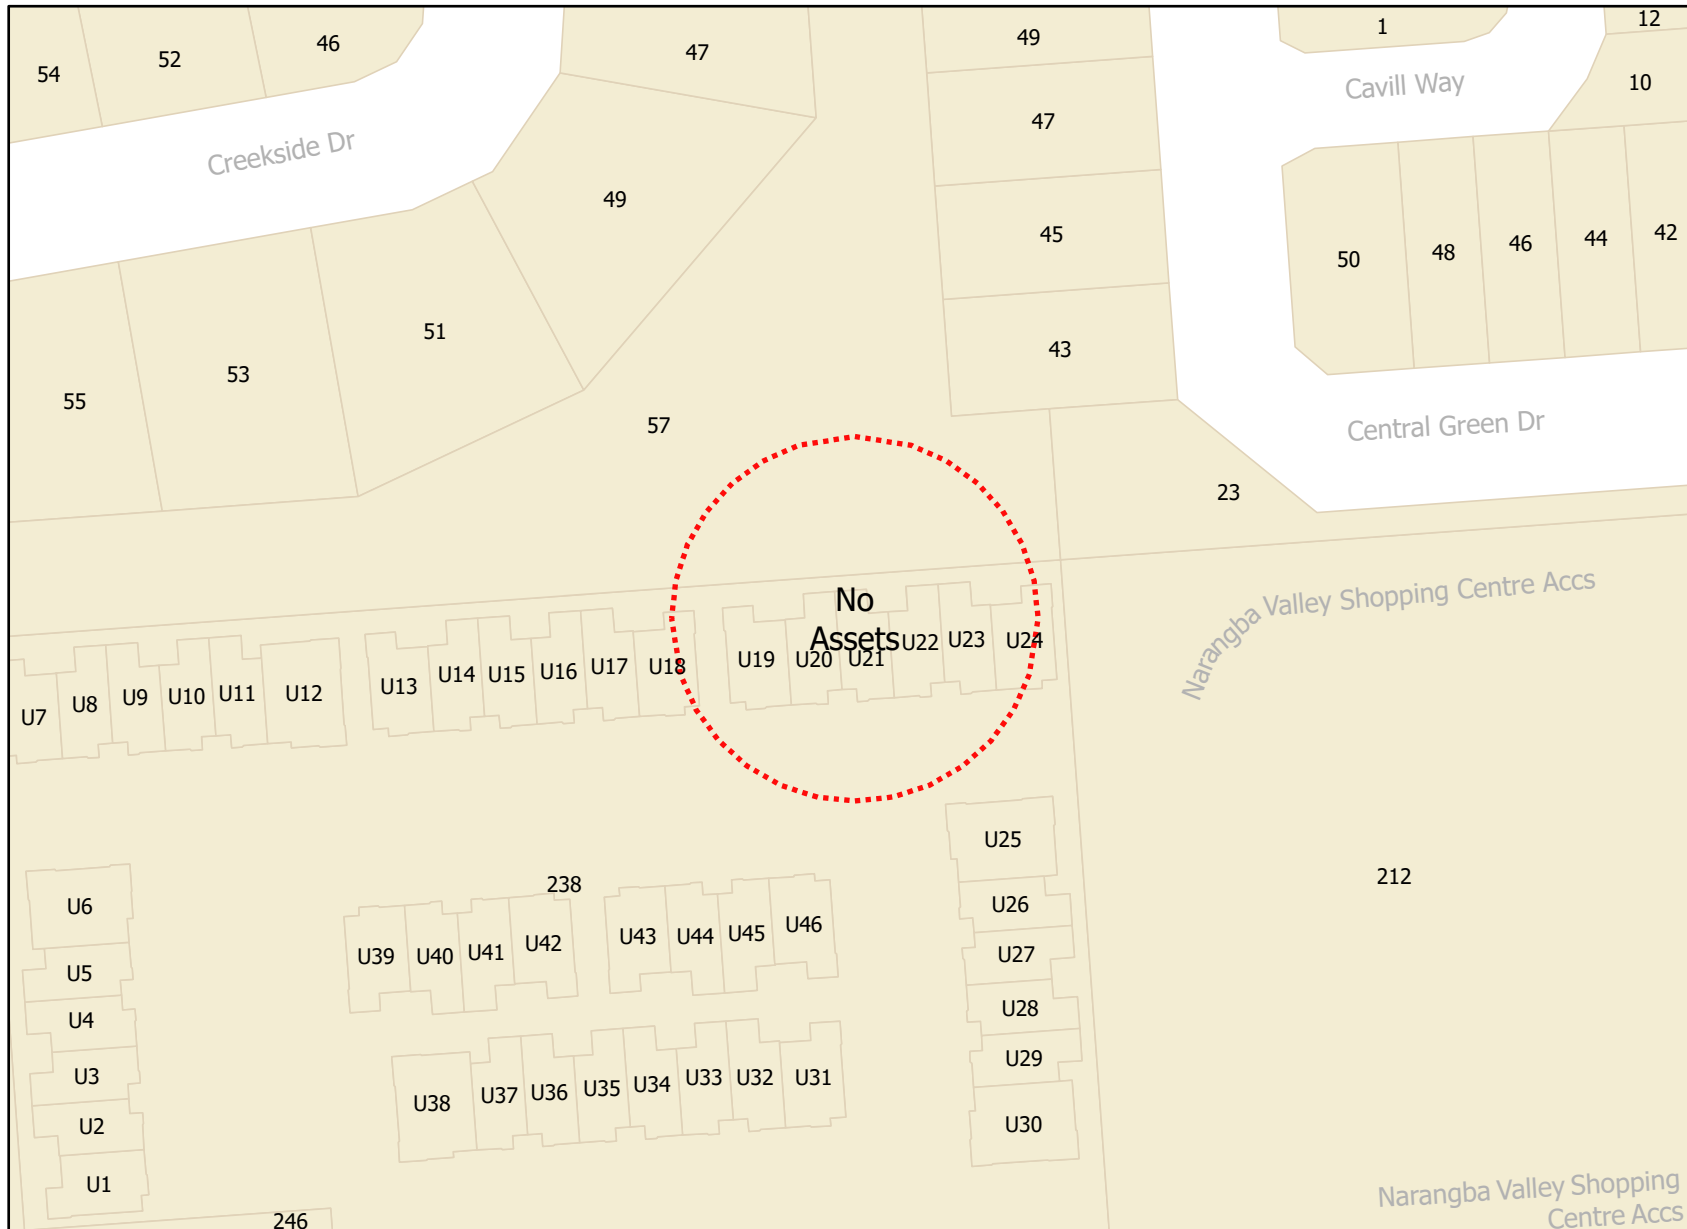 54
52
46
47
49
1
12
Cavill Way
10
47
Creekside Dr
49
45
50
48
46
44
42
51
53
43
55
57
Central Green Dr
23
No
Assets
Narangba Valley Shopping Centre Accs
U7
U8
U9
U10
U11
U12
U13
U14
U15
U16
U17
U18
U19
U20
U21
U22
U23
U24
U25
212
238
U6
U26
U39
U40
U41
U42
U43
U44
U45
U46
U27
U5
U28
U4
U29
U3
U38
U37
U36
U35
U34
U33
U32
U31
U30
U2
U1
Narangba Valley Shopping
Centre Accs
246